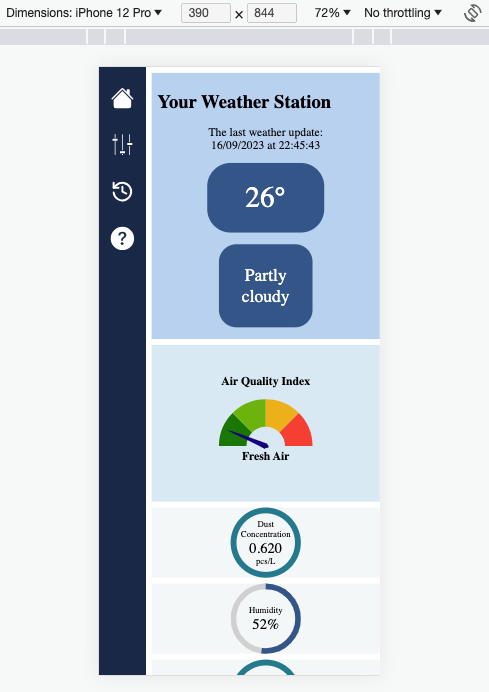 Dimensions: iPhone 12 Pro ▼ 390 × 844 72% ▼ No throttling ▼
Your Weather Station
The last weather update:
16/09/2023 at 22:45:43
26°
Partly
cloudy
Air Quality Index
Fresh Air
Dust
Concentration
0.620
pcs/L
Humidity
52%
?